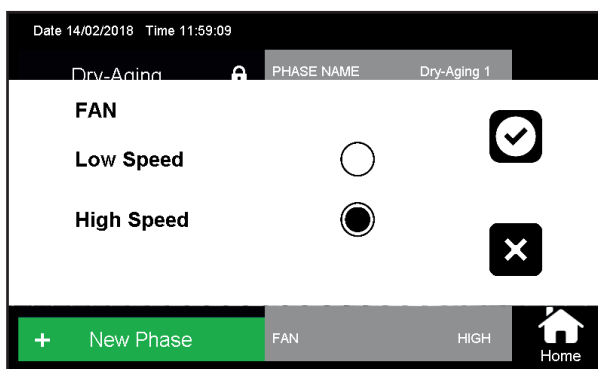 Date 14/02/2018 Time 11:59:09
Dry-Aging PHASE NAME Dry-Aging 1
FAN
Low Speed
High Speed
+ New Phase FAN HIGH
Home